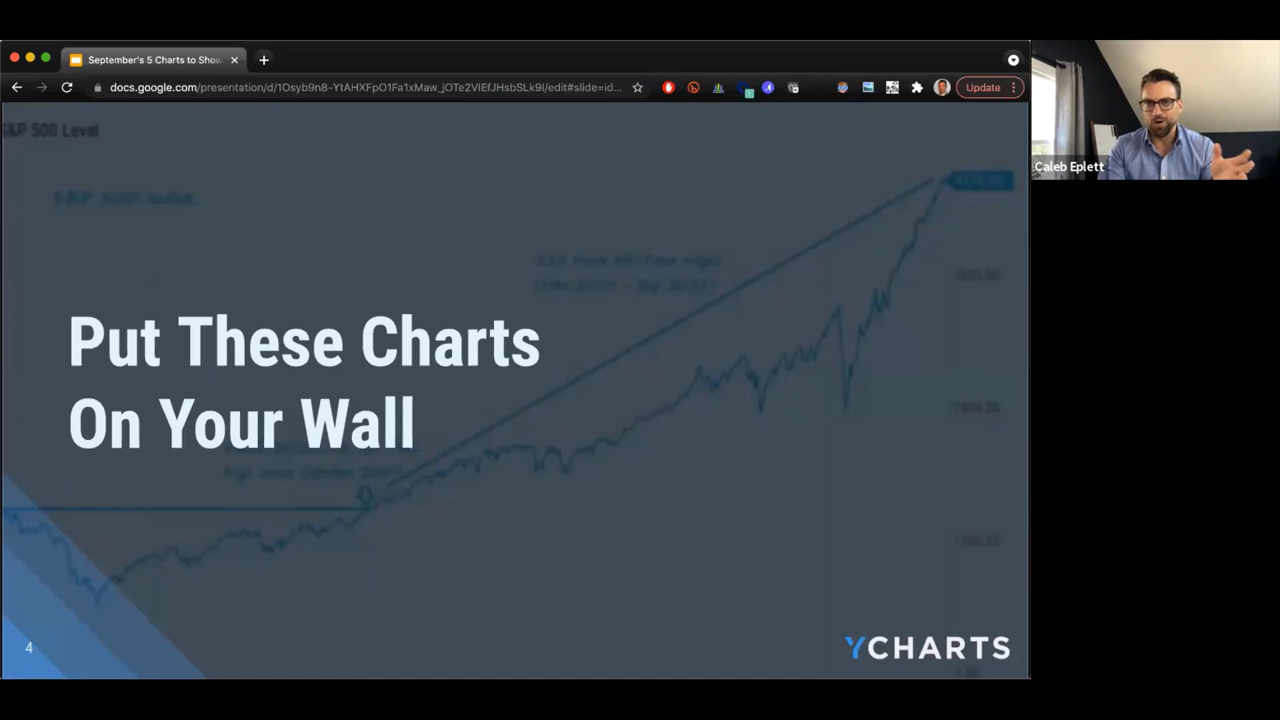 September's 5 Charts to Show
docs.google.com/presentation/d/1Osyb9n8-YtAHXFpO1Fa1xMaw_jOTe2VIEfJHsbSLk9I/edit#slide=id...
Update
Caleb Eplett
S&P 500 Level
Put These Charts
On Your Wall
4
YCHARTS